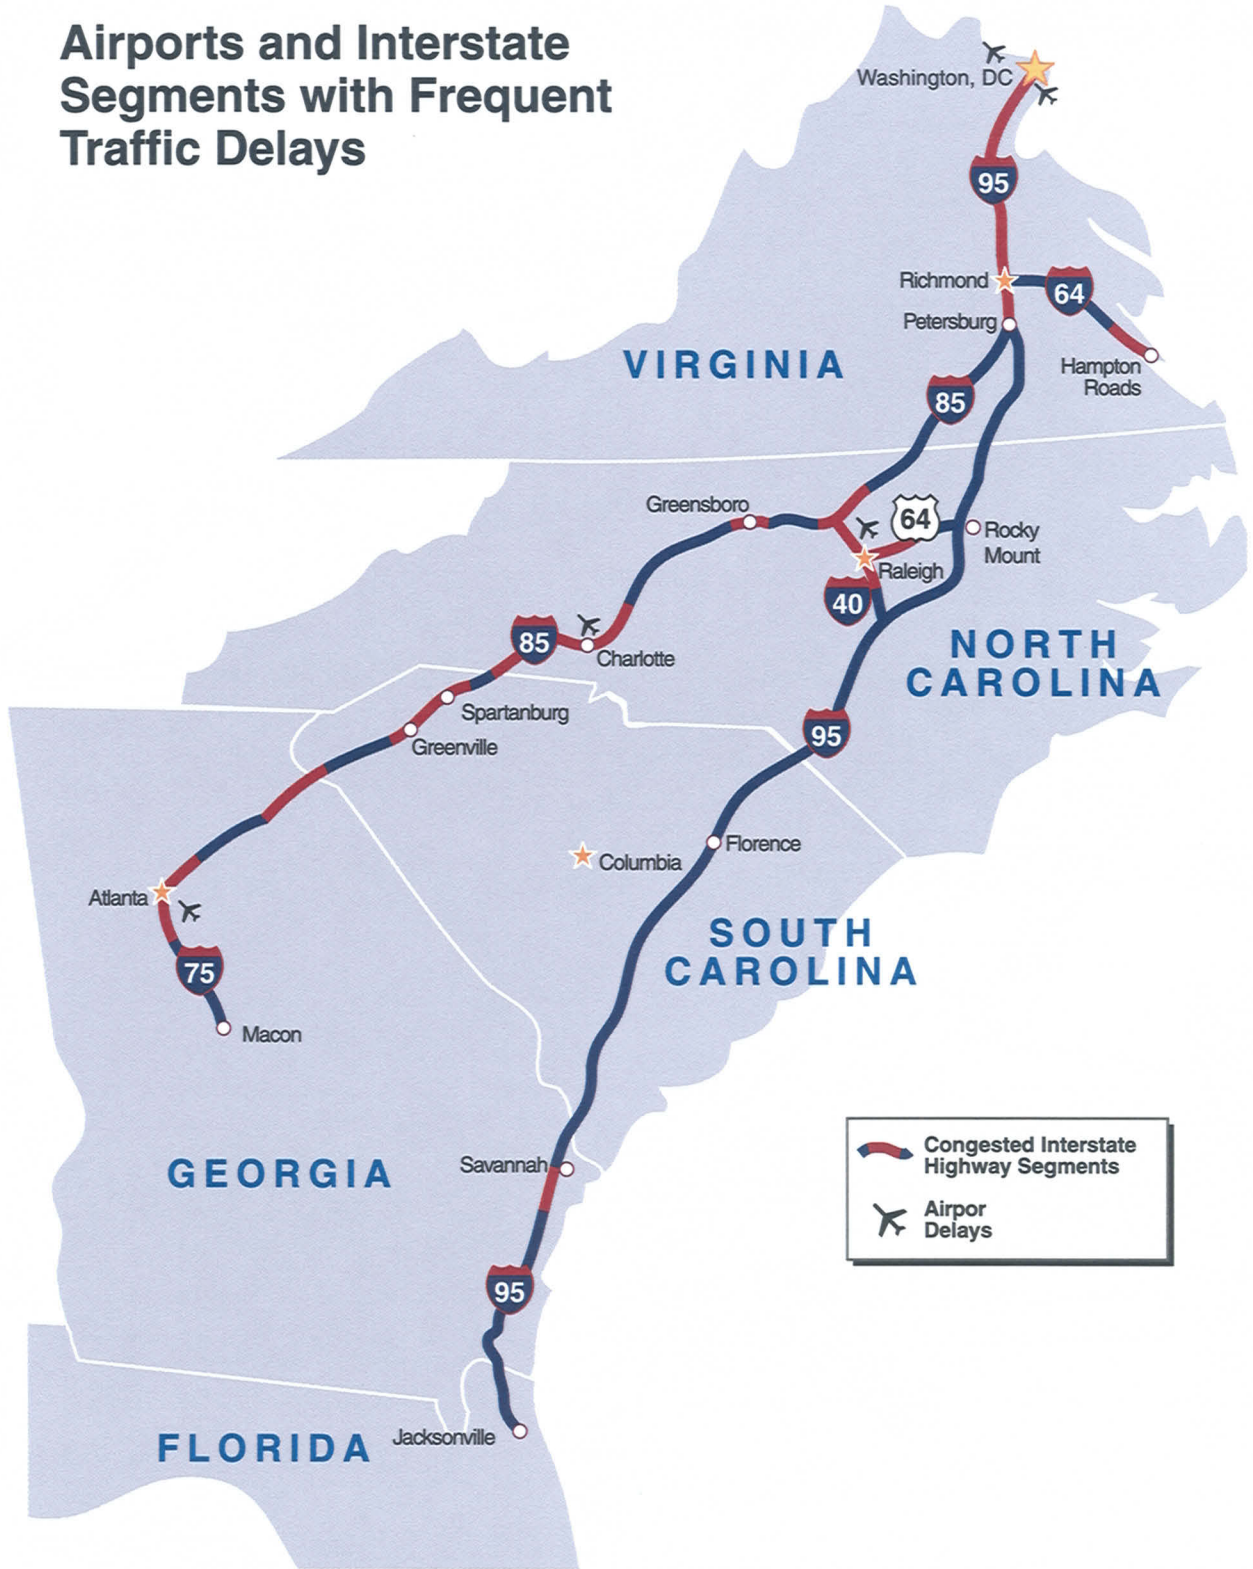 Airports and Interstate
Segments with Frequent
Traffic Delays
Washington, DC
95
Richmond
64
Petersburg
Hampton
Roads
VIRGINIA
85
Greensboro
64
Rocky
Mount
Raleigh
40
85
Charlotte
NORTH
CAROLINA
Spartanburg
95
Greenville
Florence
Columbia
Atlanta
SOUTH
CAROLINA
75
Macon
Savannah
GEORGIA
95
Jacksonville
FLORIDA
Congested Interstate
Highway Segments
Airpor
Delays